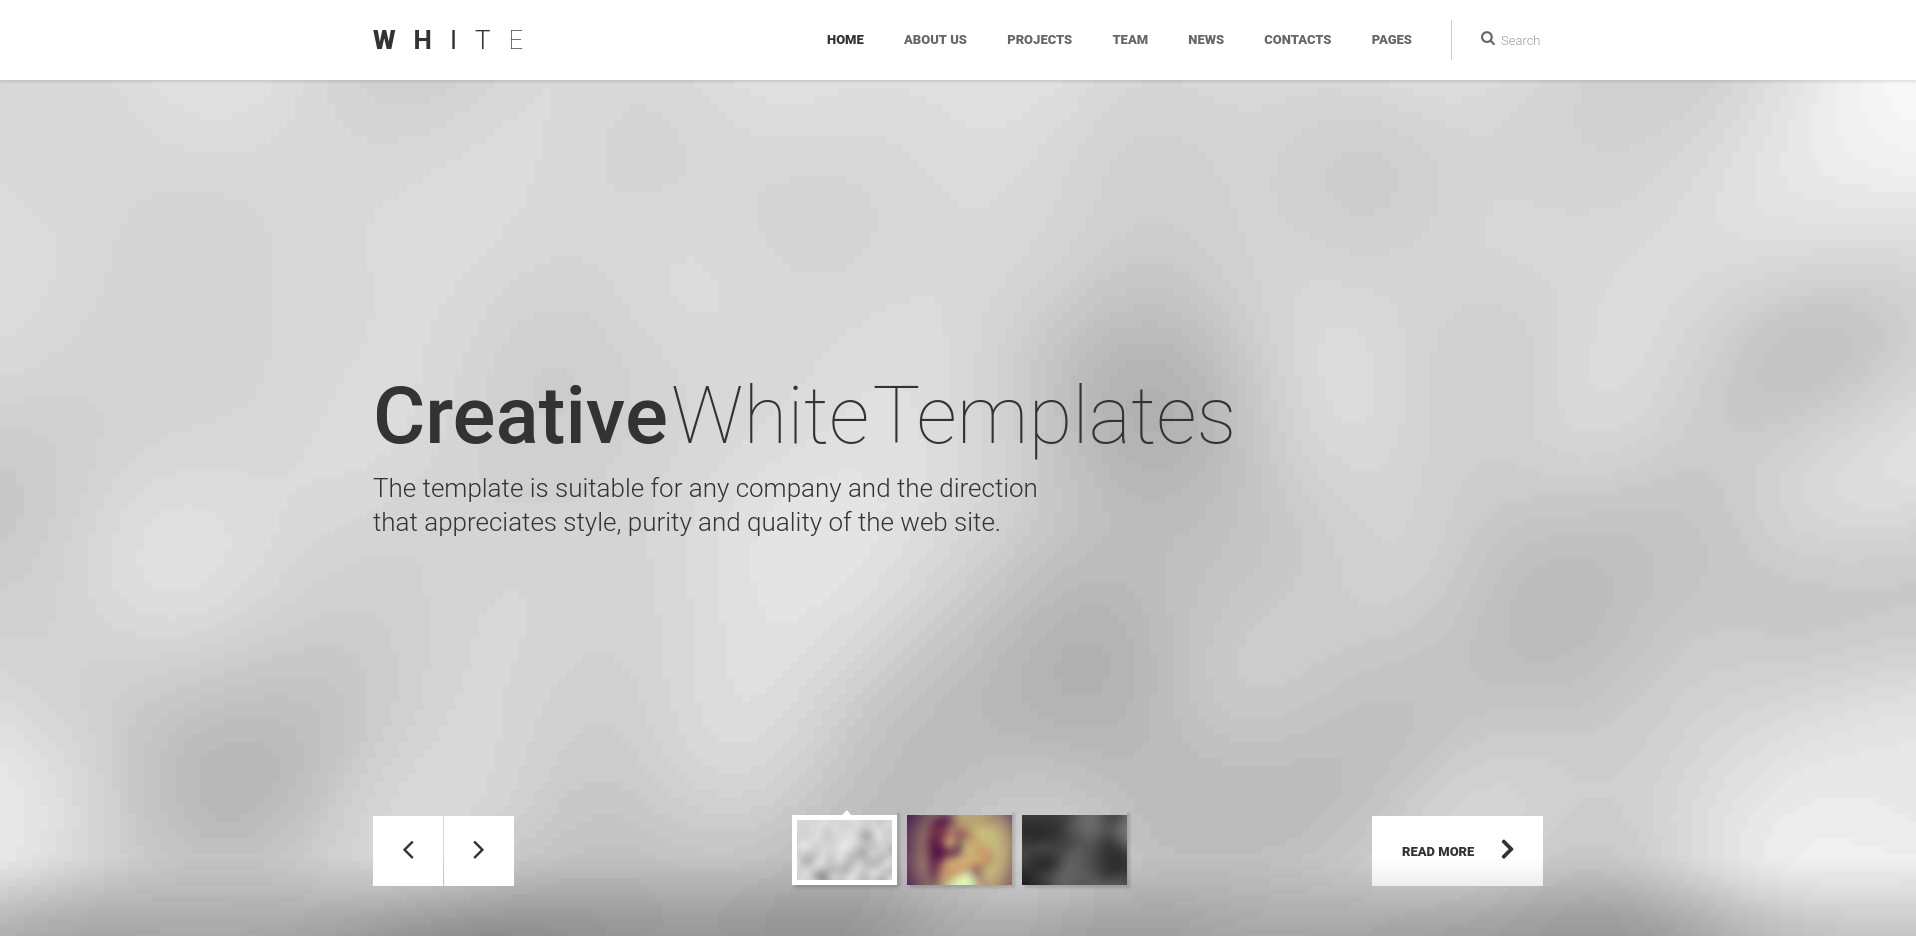 WHITE
HOME ABOUT US PROJECTS TEAM NEWS CONTACTS PAGES Search
Creative White Templates
The template is suitable for any company and the direction
that appreciates style, purity and quality of the web site.
READ MORE